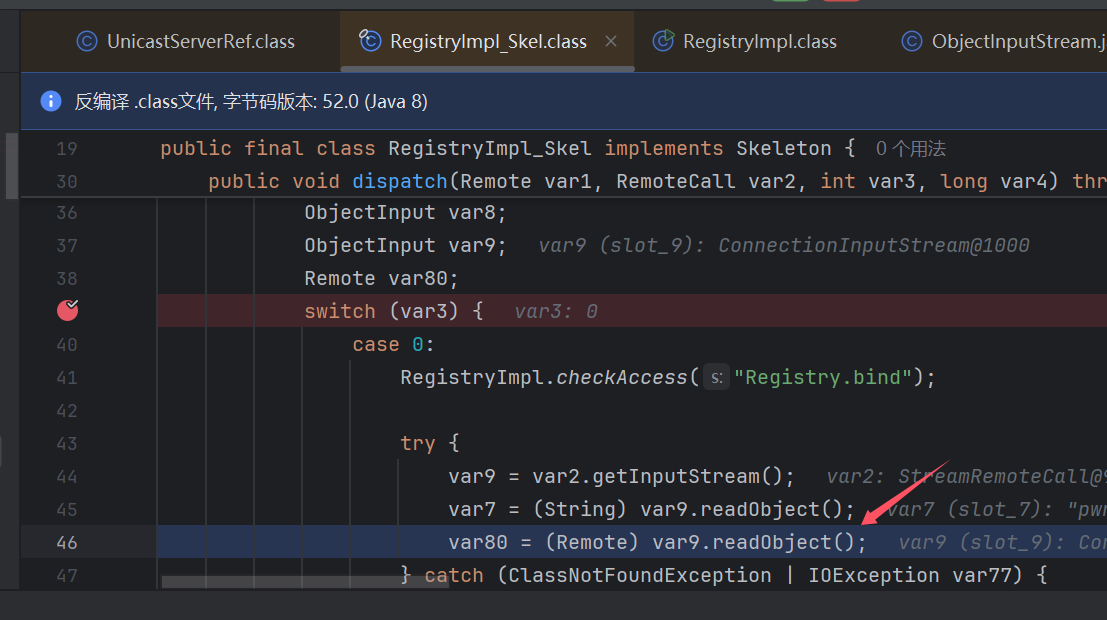 UnicastServerRef.class RegistryImpl_Skel.class RegistryImpl.class ObjectInputStream.j
反编译 .class文件, 字节码版本: 52.0 (Java 8)
19 public final class RegistryImpl_Skel implements Skeleton { 0个用法
30 public void dispatch(Remote var1, RemoteCall var2, int var3, long var4) thr
36 ObjectInput var8;
37 ObjectInput var9; var9 (slot_9): ConnectionInputStream@1000
38 Remote var80;
switch (var3) { var3: 0
40 case 0:
41 RegistryImpl.checkAccess( s: "Registry.bind");
42
43 try {
44 var9 = var2.getInputStream(); var2: StreamRemoteCall@9
45 var7 = (String) var9.readObject(); var7 (slot_7): "pwn
46 var80 = (Remote) var9.readObject(); var9 (slot_9): Con
47 } catch (ClassNotFoundException | IOException var77) {